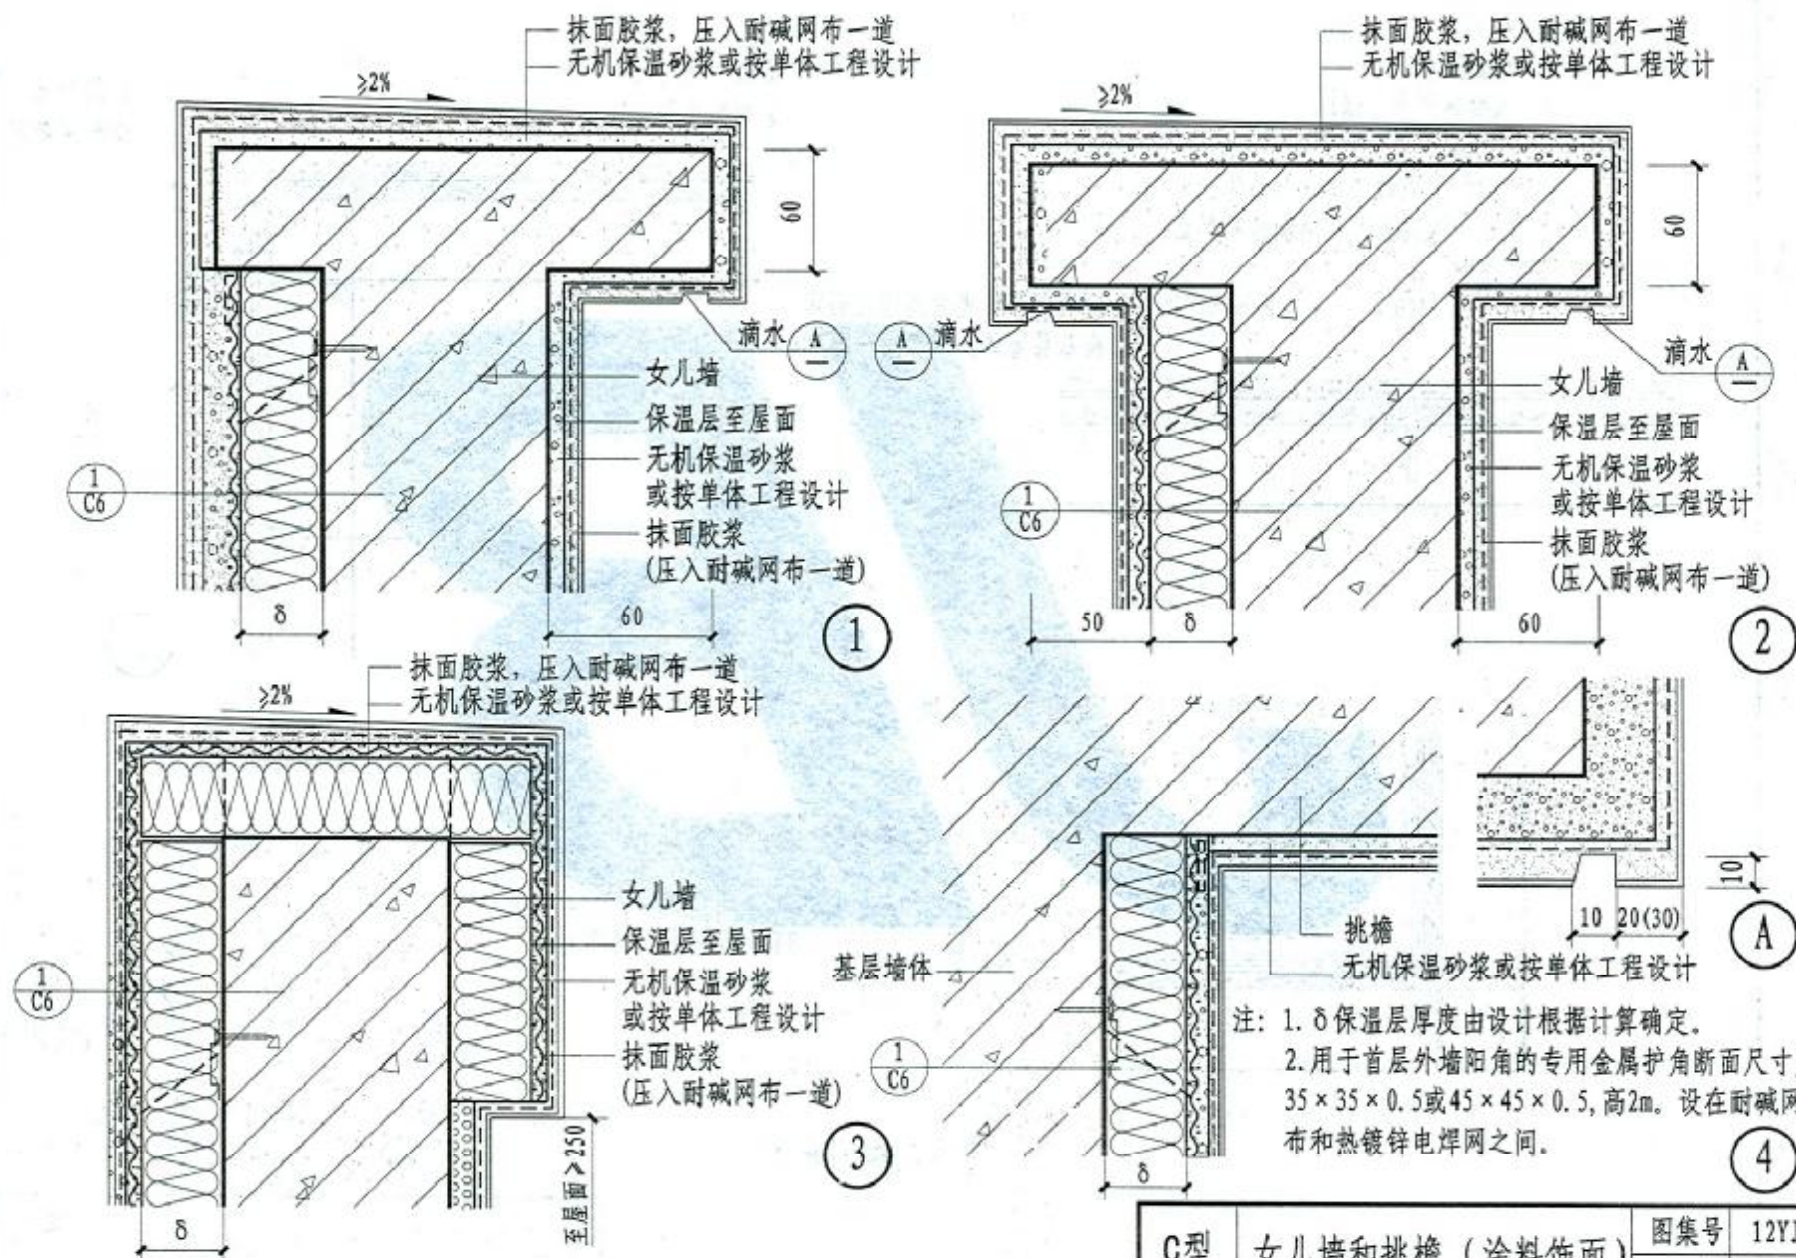 抹面胶浆，压入耐碱网布一道
无机保温砂浆或按单体工程设计
≥2%
60
滴水
A
女儿墙
保温层至屋面
无机保温砂浆
或按单体工程设计
抹面胶浆
(压入耐碱网布一道)
1
C6
δ
60
1
抹面胶浆，压入耐碱网布一道
无机保温砂浆或按单体工程设计
≥2%
60
A
滴水
滴水
A
女儿墙
保温层至屋面
无机保温砂浆
或按单体工程设计
抹面胶浆
(压入耐碱网布一道)
1
C6
50
δ
60
2
抹面胶浆，压入耐碱网布一道
无机保温砂浆或按单体工程设计
≥2%
女儿墙
保温层至屋面
无机保温砂浆
或按单体工程设计
抹面胶浆
(压入耐碱网布一道)
1
C6
至屋面≥250
δ
3
10
10
20(30)
A
挑檐
无机保温砂浆或按单体工程设计
基层墙体
1
C6
δ
注：1. δ保温层厚度由设计根据计算确定。
2.用于首层外墙阳角的专用金属护角断面尺寸
35×35×0.5或45×45×0.5,高2m。设在耐碱网
布和热镀锌电焊网之间。
4
C型
女儿墙和挑檐（涂料饰面）
图集号